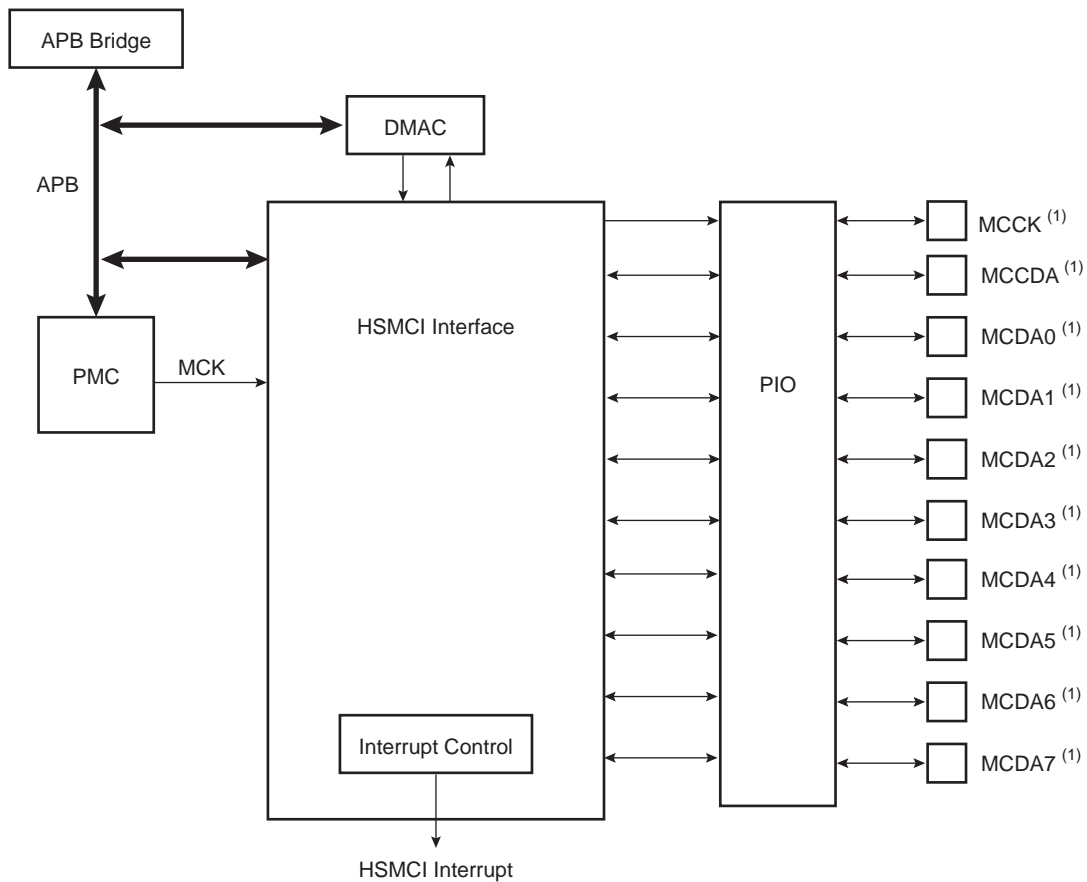 APB Bridge
DMAC
APB
MCCK (1)
MCCDA (1)
HSMCI Interface
MCDA0 (1)
MCK
PMC
PIO
MCDA1 (1)
MCDA2 (1)
MCDA3 (1)
MCDA4 (1)
MCDA5 (1)
MCDA6 (1)
Interrupt Control
MCDA7 (1)
HSMCI Interrupt